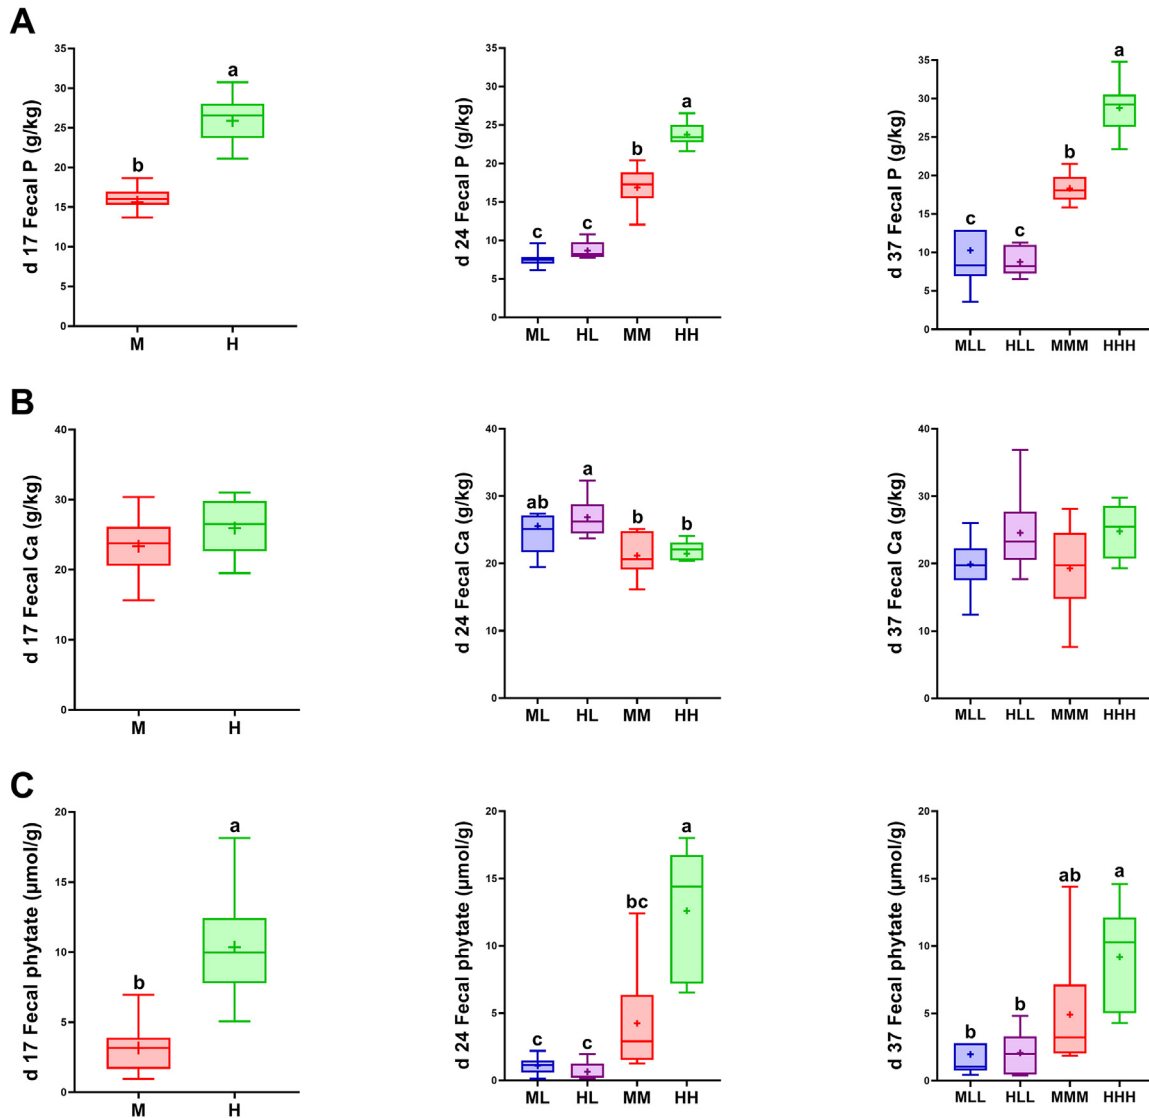 A
d 17 Fecal P (g/kg)
35
30
25
20
15
10
5
0
b
a
M H
d 24 Fecal P (g/kg)
35
30
25
20
15
10
5
0
c c b a
ML HL MM HH
d 37 Fecal P (g/kg)
35
30
25
20
15
10
5
0
c c b a
MLL HLL MMM HHH
B
d 17 Fecal Ca (g/kg)
40
30
20
10
0
M H
d 24 Fecal Ca (g/kg)
40
30
20
10
0
ab a b b
ML HL MM HH
d 37 Fecal Ca (g/kg)
40
30
20
10
0
MLL HLL MMM HHH
C
d 17 Fecal phytate (µmol/g)
20
15
10
5
0
b
a
M H
d 24 Fecal phytate (µmol/g)
20
15
10
5
0
c c bc a
ML HL MM HH
d 37 Fecal phytate (µmol/g)
20
15
10
5
0
b b ab a
MLL HLL MMM HHH